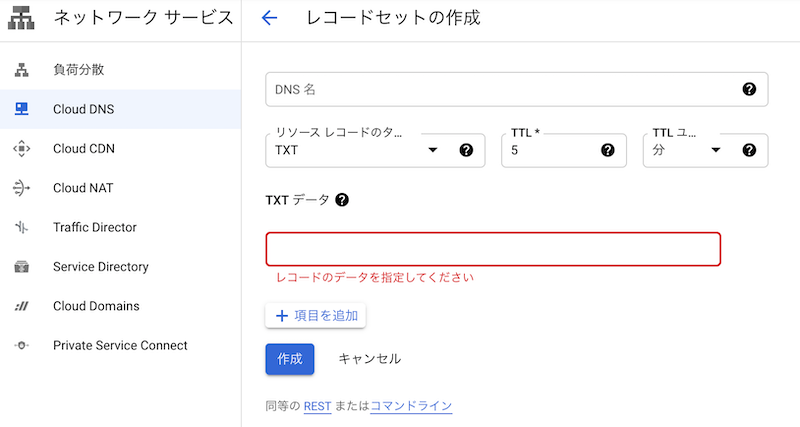 ネットワーク サービス
レコードセットの作成
負荷分散
Cloud DNS
Cloud CDN
Cloud NAT
Traffic Director
Service Directory
Cloud Domains
Private Service Connect
DNS 名
リソース レコードのタ...
TXT
TTL *
5
TTL ユ...
分
TXT データ
レコードのデータを指定してください
項目を追加
作成 キャンセル
同等の REST またはコマンドライン